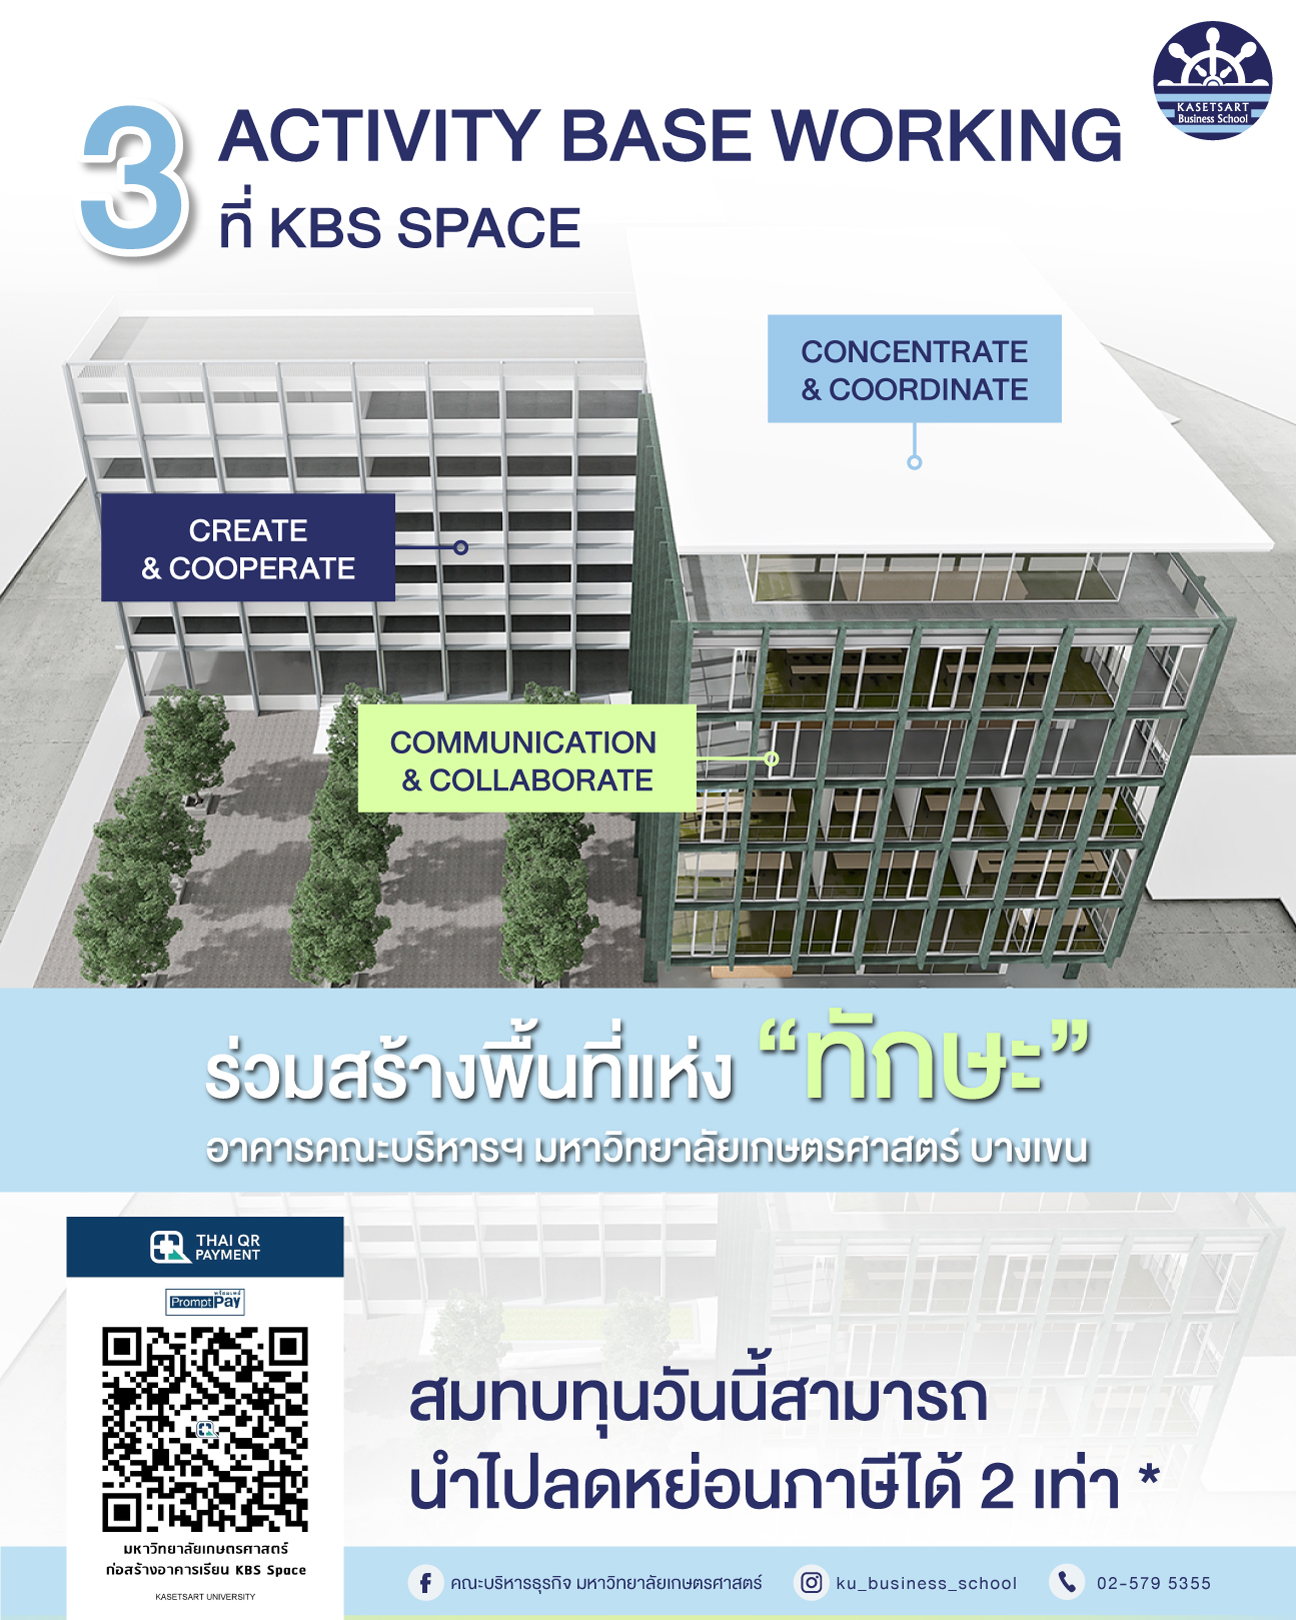 KASETSART
Business School
3 ACTIVITY BASE WORKING
ที่ KBS SPACE
CONCENTRATE
& COORDINATE
CREATE
& COOPERATE
COMMUNICATION
& COLLABORATE
ร่วมสร้างพื้นที่แห่ง “ทักษะ”
อาคารคณะบริหารฯ มหาวิทยาลัยเกษตรศาสตร์ บางเขน
THAI QR
PAYMENT
พร้อมเพย์
PromptPay
สมทบทุนวันนี้สามารถ
นำไปลดหย่อนภาษีได้ 2 เท่า *
มหาวิทยาลัยเกษตรศาสตร์
ก่อสร้างอาคารเรียน KBS Space
KASETSART UNIVERSITY
คณะบริหารธุรกิจ มหาวิทยาลัยเกษตรศาสตร์
ku_business_school
02-579 5355